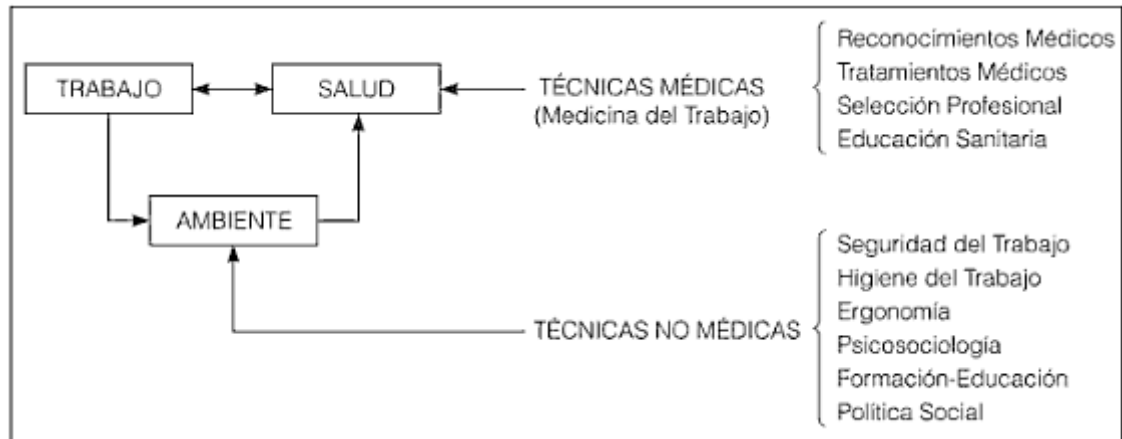 TRABAJO
SALUD
TÉCNICAS MÉDICAS
(Medicina del Trabajo)
Reconocimientos Médicos
Tratamientos Médicos
Selección Profesional
Educación Sanitaria
AMBIENTE
TÉCNICAS NO MÉDICAS
Seguridad del Trabajo
Higiene del Trabajo
Ergonomía
Psicosociología
Formación-Educación
Política Social